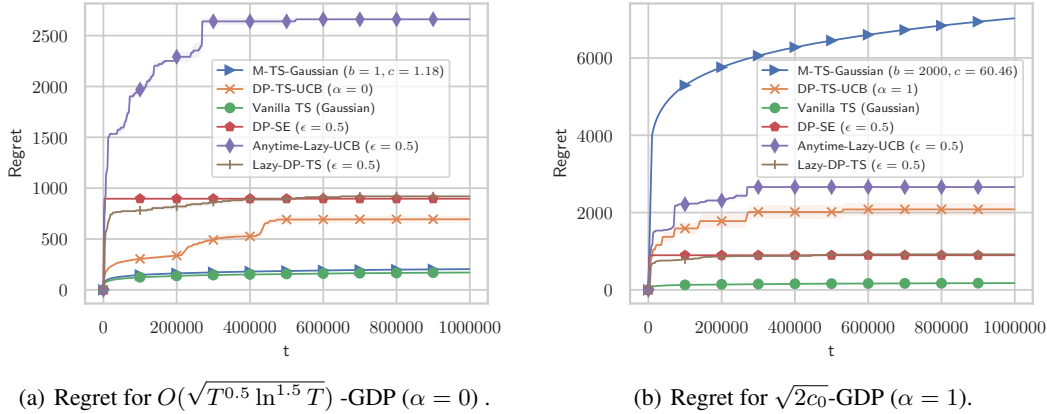 2500
2000
1500
1000
500
0
Regret
M-TS-Gaussian (b = 1, c = 1.18)
DP-TS-UCB (α = 0)
Vanilla TS (Gaussian)
DP-SE (ϵ = 0.5)
Anytime-Lazy-UCB (ϵ = 0.5)
Lazy-DP-TS (ϵ = 0.5)
0 200000 400000 600000 800000 1000000
t
(a) Regret for O(√T^0.5 ln^1.5 T) -GDP (α = 0) .
6000
4000
2000
0
Regret
M-TS-Gaussian (b = 2000, c = 60.46)
DP-TS-UCB (α = 1)
Vanilla TS (Gaussian)
DP-SE (ϵ = 0.5)
Anytime-Lazy-UCB (ϵ = 0.5)
Lazy-DP-TS (ϵ = 0.5)
0 200000 400000 600000 800000 1000000
t
(b) Regret for √2c₀-GDP (α = 1).